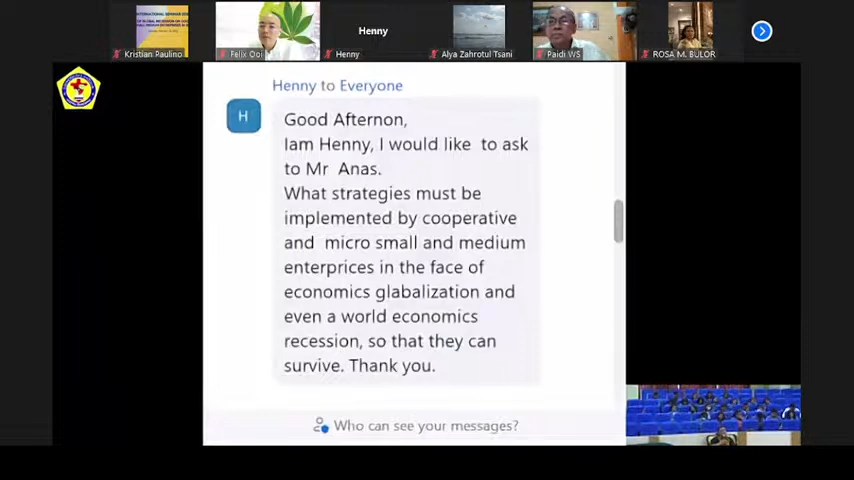 INTERNATIONAL SEMINAR
Kristian Paulino
Felix Ooi
Henny
Henny
Alya Zahrotul Tsani
Paidi WS
ROSA M. BULOR
Henny to Everyone
H
Good Afternon,
Iam Henny, I would like to ask
to Mr Anas.
What strategies must be
implemented by cooperative
and micro small and medium
enterprices in the face of
economics glabalization and
even a world economics
recession, so that they can
survive. Thank you.
Who can see your messages?